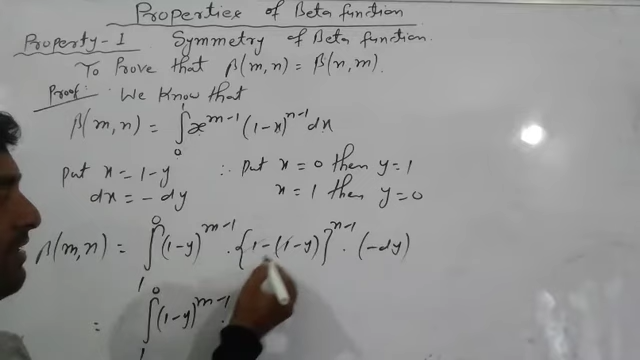 Properties of Beta function
Property-I Symmetry of Beta function.
To Prove that β(m,n) = β(n,m).
Proof: We Know that
β(m,n) = ∫₀¹ x^{m-1} (1-x)^{n-1} dx
Put x = 1-y ∴ Put x = 0 then y = 1
dx = -dy x = 1 then y = 0
β(m,n) = ∫₁⁰ (1-y)^{m-1} · {1-(1-y)}^{n-1} · (-dy)
= ∫₁⁰ (1-y)^{m-1} ·